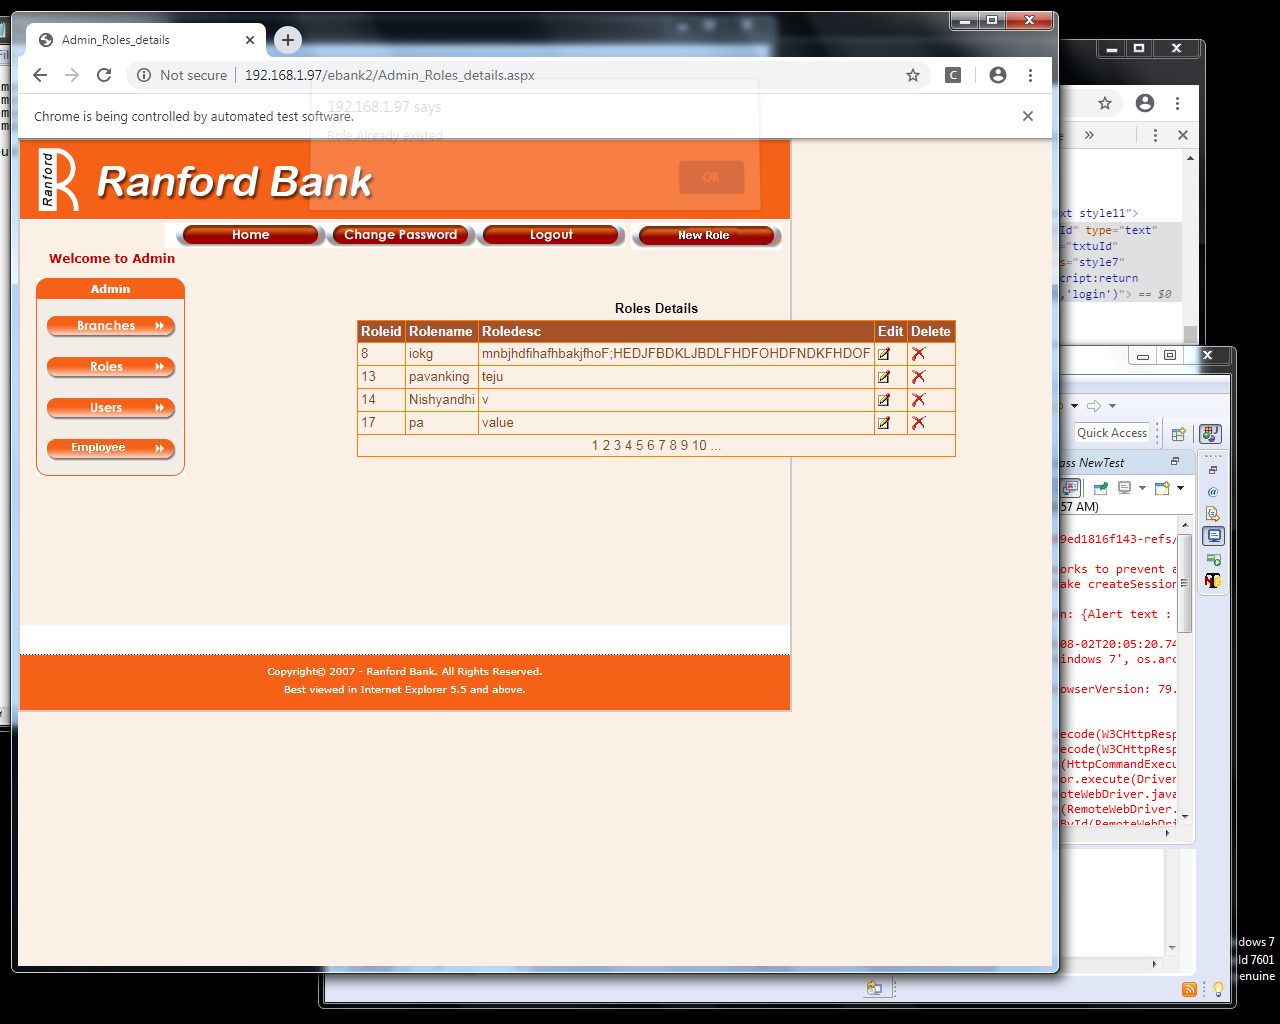 Admin_Roles_details
Not secure
192.168.1.97/ebank2/Admin_Roles_details.aspx
C
Chrome is being controlled by automated test software.
192.168.1.97 says
Role Already existed
OK
Ranford
Ranford Bank
Home
Change Password
Logout
New Role
Welcome to Admin
Admin
Branches
Roles
Users
Employee
Roles Details
Roleid Rolename Roledesc Edit Delete
8 iokg mnbjhdfihafhbakjfhoF;HEDJFBDKLJBDLFHDFOHDFNDKFHDOF
13 pavanking teju
14 Nishyandhi v
17 pa value
1 2 3 4 5 6 7 8 9 10 ...
Copyright© 2007 - Ranford Bank. All Rights Reserved.
Best viewed in Internet Explorer 5.5 and above.
xt style11">
Id" type="text"
="txtuId"
s="style7"
cript:return
,'login')"> == $0
Quick Access
ass NewTest
57 AM)
9ed1816f143-refs/
orks to prevent a
ake createSession
n: {Alert text :
08-02T20:05:20.74
indows 7', os.arc
owserVersion: 79.
ecode(W3CHttpResp
ecode(W3CHttpResp
(HttpCommandExecu
or.execute(Driver
oteWebDriver.java
(RemoteWebDriver.
ById(RemoteWebDri
dows 7
ld 7601
enuine